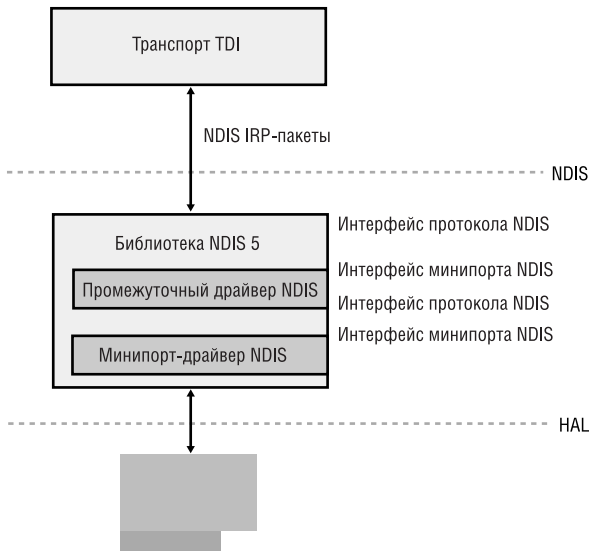 Транспорт TDI
NDIS IRP-пакеты
NDIS
Интерфейс протокола NDIS
Библиотека NDIS 5
Интерфейс минипорта NDIS
Промежуточный драйвер NDIS
Интерфейс протокола NDIS
Интерфейс минипорта NDIS
Минипорт-драйвер NDIS
HAL